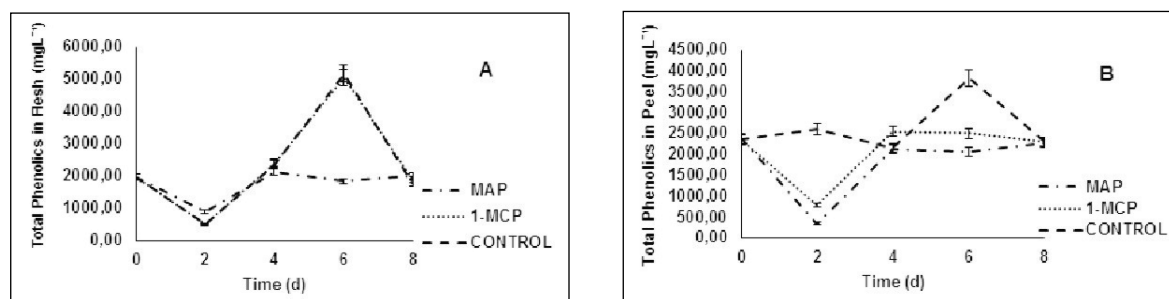 Total Phenolics in Flesh (mgL⁻¹)
6000,00
5000,00
4000,00
3000,00
2000,00
1000,00
0,00
0 2 4 6 8
Time (d)
A
MAP
1-MCP
CONTROL
Total Phenolics in Peel (mgL⁻¹)
4500,00
4000,00
3500,00
3000,00
2500,00
2000,00
1500,00
1000,00
500,00
0,00
0 2 4 6 8
Time (d)
B
MAP
1-MCP
CONTROL